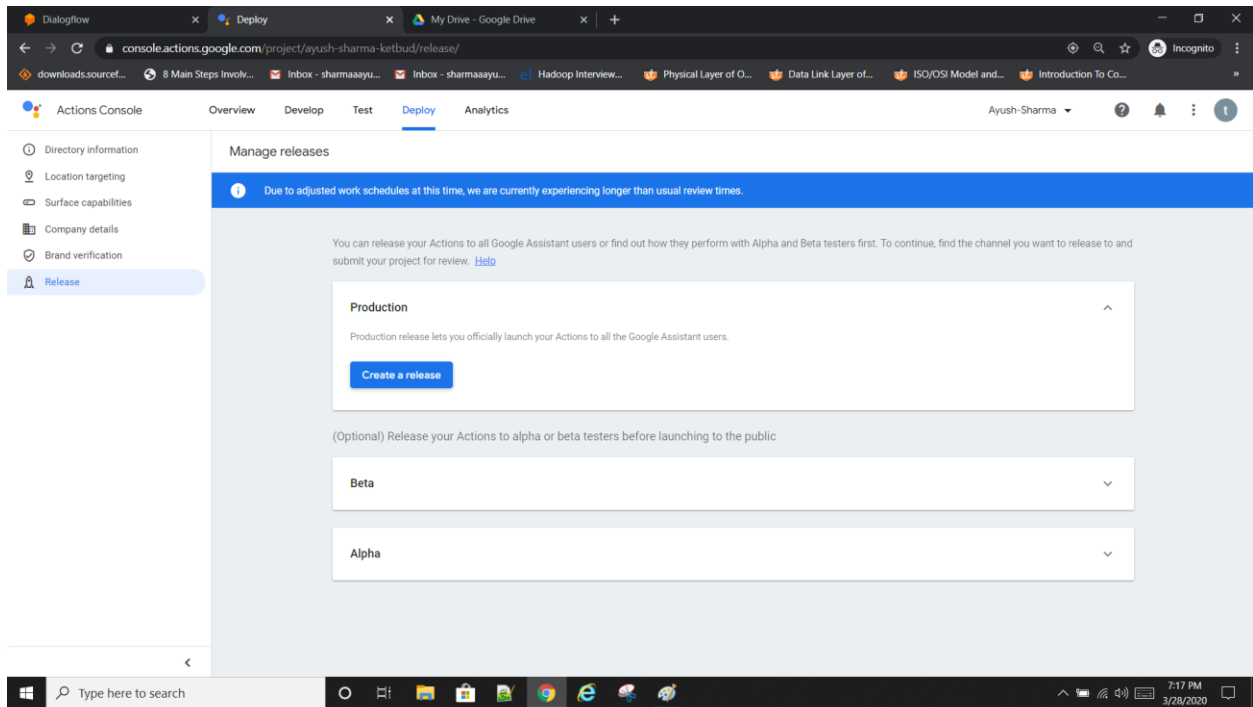 Dialogflow
Deploy
My Drive - Google Drive
console.actions.google.com/project/ayush-sharma-ketbud/release/
Incognito
downloads.sourcef...
8 Main Steps Involv...
Inbox - sharmaaayu...
Inbox - sharmaaayu...
Hadoop Interview...
Physical Layer of O...
Data Link Layer of...
ISO/OSI Model and...
Introduction To Co...
Actions Console
Overview
Develop
Test
Deploy
Analytics
Ayush-Sharma
t
Directory information
Location targeting
Surface capabilities
Company details
Brand verification
Release
Manage releases
Due to adjusted work schedules at this time, we are currently experiencing longer than usual review times.
You can release your Actions to all Google Assistant users or find out how they perform with Alpha and Beta testers first. To continue, find the channel you want to release to and
submit your project for review. Help
Production
Production release lets you officially launch your Actions to all the Google Assistant users.
Create a release
(Optional) Release your Actions to alpha or beta testers before launching to the public
Beta
Alpha
Type here to search
7:17 PM
3/28/2020